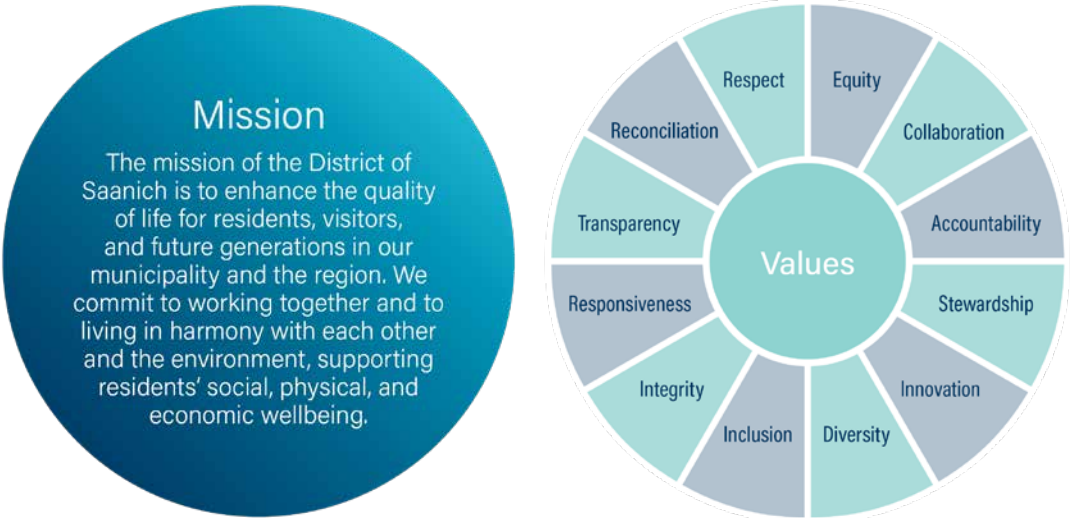 Mission
The mission of the District of
Saanich is to enhance the quality
of life for residents, visitors,
and future generations in our
municipality and the region. We
commit to working together and to
living in harmony with each other
and the environment, supporting
residents' social, physical, and
economic wellbeing.
Values
Equity
Collaboration
Accountability
Stewardship
Innovation
Diversity
Inclusion
Integrity
Responsiveness
Transparency
Reconciliation
Respect